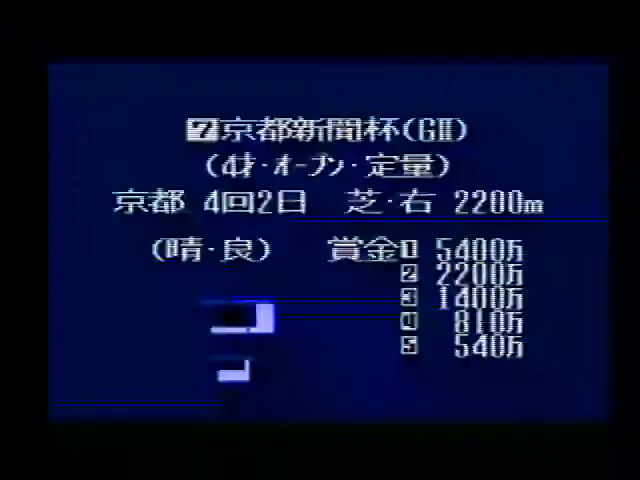 7京都新聞杯(GⅡ)
(4才・オープン・定量)
京都 4回2日 芝・右 2200m
(晴・良) 賞金1 5400万
2 2200万
3 1400万
4 810万
5 540万